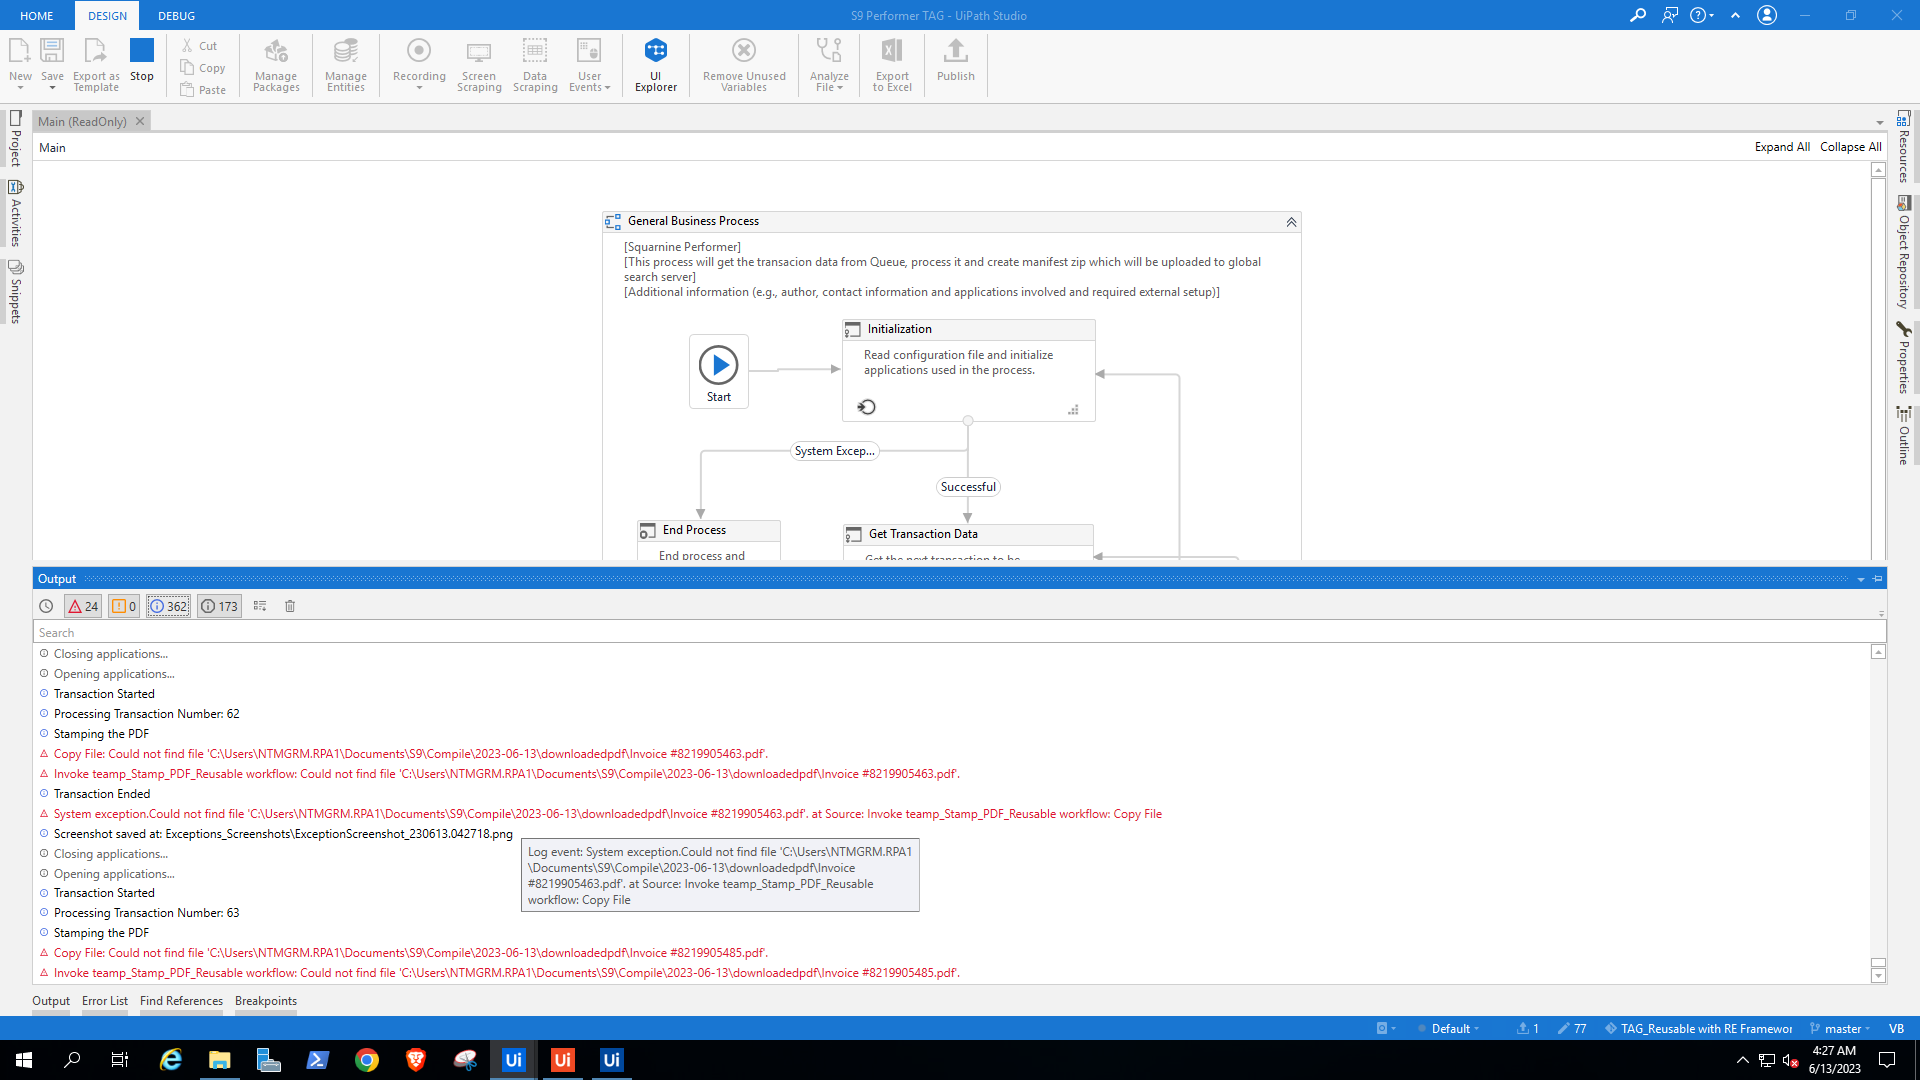 HOME
DESIGN
DEBUG
S9 Performer TAG - UiPath Studio
New
Save
Export as
Template
Stop
Cut
Copy
Paste
Manage
Packages
Manage
Entities
Recording
Screen
Scraping
Data
Scraping
User
Events
UI
Explorer
Remove Unused
Variables
Analyze
File
Export
to Excel
Publish
Main (ReadOnly)
Main
Expand All
Collapse All
Project
Activities
Snippets
Resources
Object Repository
Properties
Outline
General Business Process
[Squarnine Performer]
[This process will get the transacion data from Queue, process it and create manifest zip which will be uploaded to global
search server]
[Additional information (e.g., author, contact information and applications involved and required external setup)]
Initialization
Read configuration file and initialize
applications used in the process.
Start
System Excep...
Successful
End Process
End process and
Get Transaction Data
Get the next transaction to be
Output
24
0
362
173
Search
Closing applications...
Opening applications...
Transaction Started
Processing Transaction Number: 62
Stamping the PDF
Copy File: Could not find file 'C:\Users\NTMGRM.RPA1\Documents\S9\Compile\2023-06-13\downloadedpdf\Invoice #8219905463.pdf'.
Invoke teamp_Stamp_PDF_Reusable workflow: Could not find file 'C:\Users\NTMGRM.RPA1\Documents\S9\Compile\2023-06-13\downloadedpdf\Invoice #8219905463.pdf'.
Transaction Ended
System exception.Could not find file 'C:\Users\NTMGRM.RPA1\Documents\S9\Compile\2023-06-13\downloadedpdf\Invoice #8219905463.pdf'. at Source: Invoke teamp_Stamp_PDF_Reusable workflow: Copy File
Screenshot saved at: Exceptions_Screenshots\ExceptionScreenshot_230613.042718.png
Closing applications...
Opening applications...
Transaction Started
Processing Transaction Number: 63
Stamping the PDF
Copy File: Could not find file 'C:\Users\NTMGRM.RPA1\Documents\S9\Compile\2023-06-13\downloadedpdf\Invoice #8219905485.pdf'.
Invoke teamp_Stamp_PDF_Reusable workflow: Could not find file 'C:\Users\NTMGRM.RPA1\Documents\S9\Compile\2023-06-13\downloadedpdf\Invoice #8219905485.pdf'.
Log event: System exception.Could not find file 'C:\Users\NTMGRM.RPA1
\Documents\S9\Compile\2023-06-13\downloadedpdf\Invoice
#8219905463.pdf'. at Source: Invoke teamp_Stamp_PDF_Reusable
workflow: Copy File
Output
Error List
Find References
Breakpoints
Default
1
77
TAG_Reusable with RE Framewor
master
VB
Ui
Ui
Ui
4:27 AM
6/13/2023